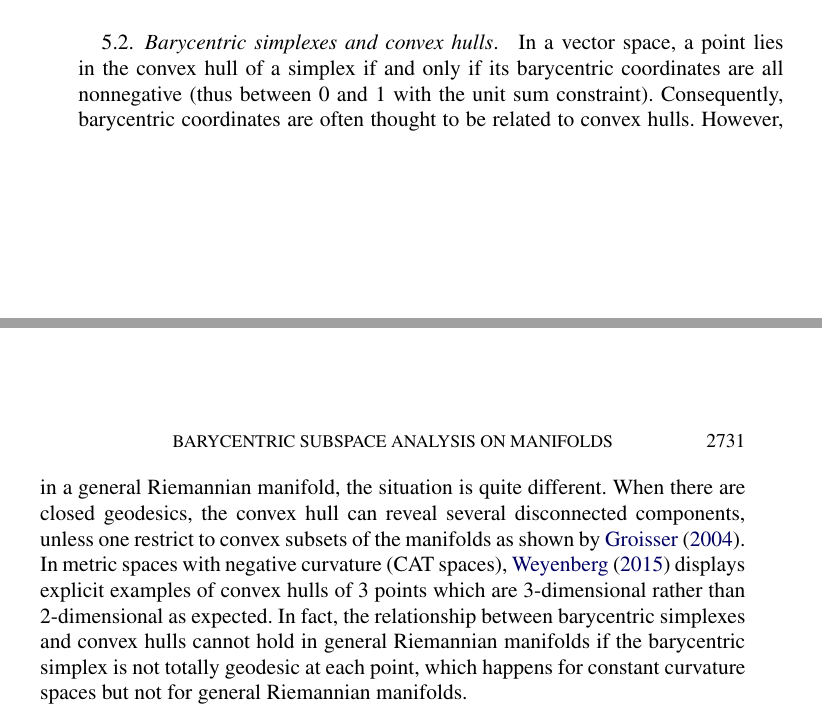 5.2. Barycentric simplexes and convex hulls. In a vector space, a point lies
in the convex hull of a simplex if and only if its barycentric coordinates are all
nonnegative (thus between 0 and 1 with the unit sum constraint). Consequently,
barycentric coordinates are often thought to be related to convex hulls. However,
BARYCENTRIC SUBSPACE ANALYSIS ON MANIFOLDS 2731
in a general Riemannian manifold, the situation is quite different. When there are
closed geodesics, the convex hull can reveal several disconnected components,
unless one restrict to convex subsets of the manifolds as shown by Groisser (2004).
In metric spaces with negative curvature (CAT spaces), Weyenberg (2015) displays
explicit examples of convex hulls of 3 points which are 3-dimensional rather than
2-dimensional as expected. In fact, the relationship between barycentric simplexes
and convex hulls cannot hold in general Riemannian manifolds if the barycentric
simplex is not totally geodesic at each point, which happens for constant curvature
spaces but not for general Riemannian manifolds.